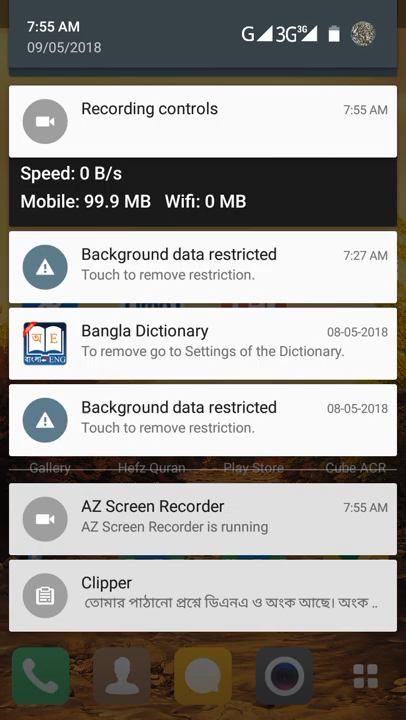 7:55 AM
09/05/2018
G 3G 3G
Recording controls 7:55 AM
Speed: 0 B/s
Mobile: 99.9 MB Wifi: 0 MB
Background data restricted 7:27 AM
Touch to remove restriction.
অ E
বাংলা ENG
Bangla Dictionary 08-05-2018
To remove go to Settings of the Dictionary.
Background data restricted 08-05-2018
Touch to remove restriction.
Gallery Hefz Quran Play Store Cube ACR
AZ Screen Recorder 7:55 AM
AZ Screen Recorder is running
Clipper
তোমার পাঠানো প্রশ্নে ডিএনএ ও অংক আছে। অংক ..